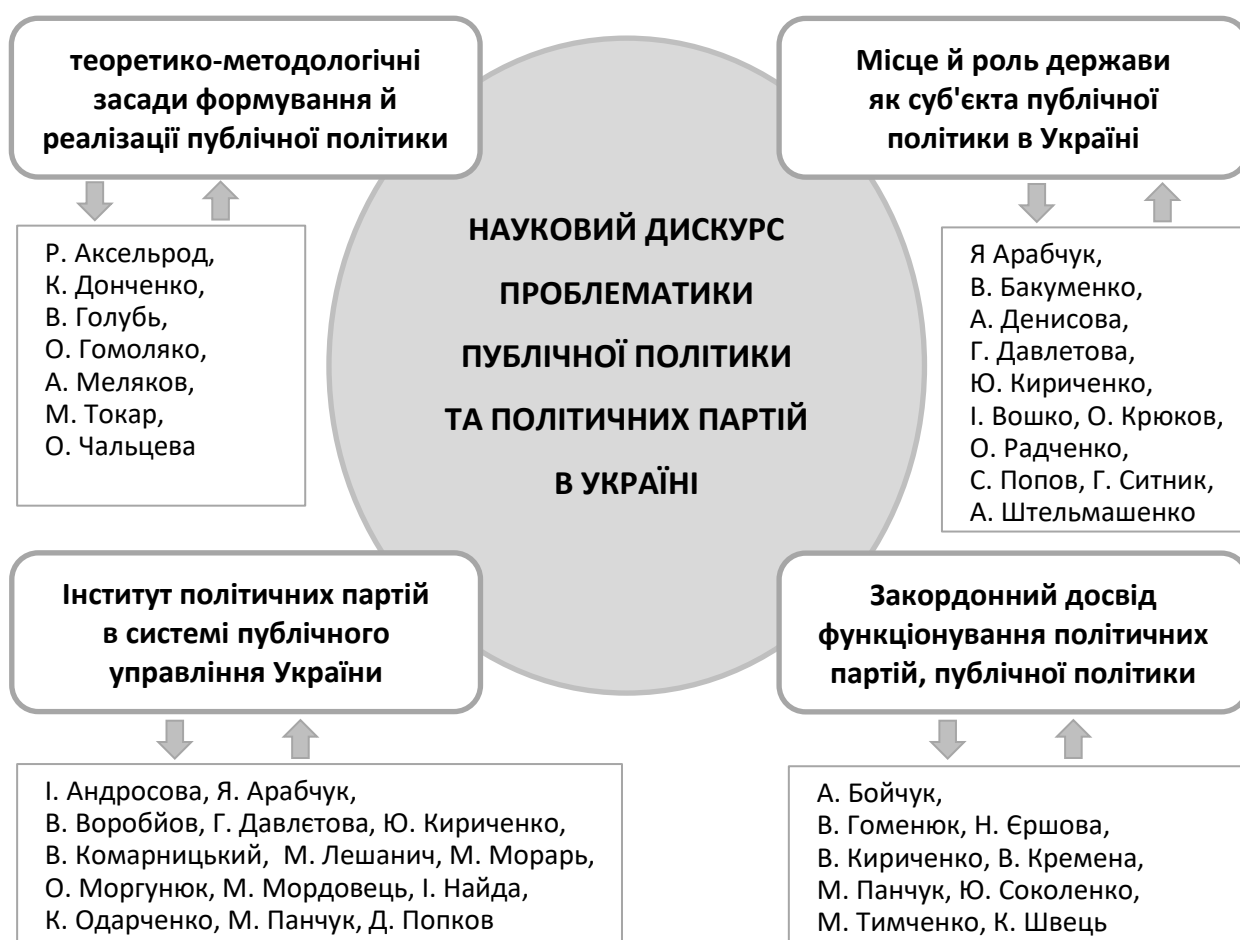 теоретико-методологічні
засади формування й
реалізації публічної політики
Р. Аксельрод,
К. Донченко,
В. Голубь,
О. Гомоляко,
А. Меляков,
М. Токар,
О. Чальцева
НАУКОВИЙ ДИСКУРС
ПРОБЛЕМАТИКИ
ПУБЛІЧНОЇ ПОЛІТИКИ
ТА ПОЛІТИЧНИХ ПАРТІЙ
В УКРАЇНІ
Місце й роль держави
як суб'єкта публічної
політики в Україні
Я Арабчук,
В. Бакуменко,
А. Денисова,
Г. Давлетова,
Ю. Кириченко,
І. Вошко, О. Крюков,
О. Радченко,
С. Попов, Г. Ситник,
А. Штельмашенко
Інститут політичних партій
в системі публічного
управління України
І. Андросова, Я. Арабчук,
В. Воробйов, Г. Давлєтова, Ю. Кириченко,
В. Комарницький, М. Лешанич, М. Морарь,
О. Моргунюк, М. Мордовець, І. Найда,
К. Одарченко, М. Панчук, Д. Попков
Закордонний досвід
функціонування політичних
партій, публічної політики
А. Бойчук,
В. Гоменюк, Н. Єршова,
В. Кириченко, В. Кремена,
М. Панчук, Ю. Соколенко,
М. Тимченко, К. Швець